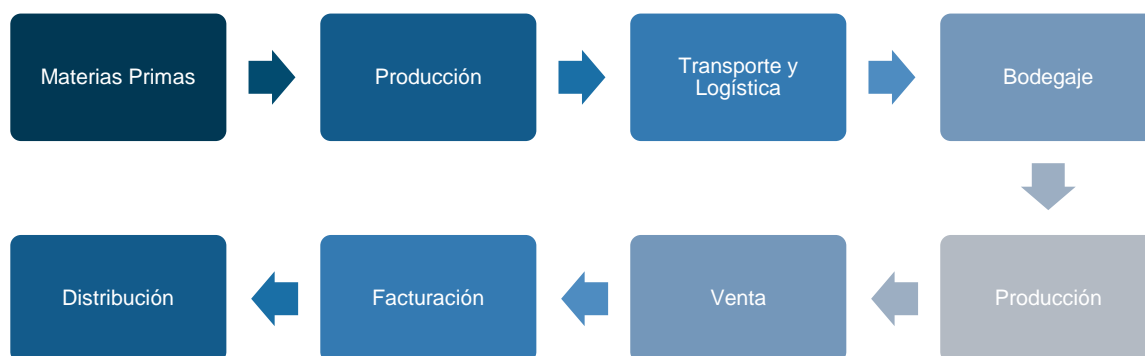 Materias Primas
Producción
Transporte y
Logística
Bodegaje
Producción
Venta
Facturación
Distribución